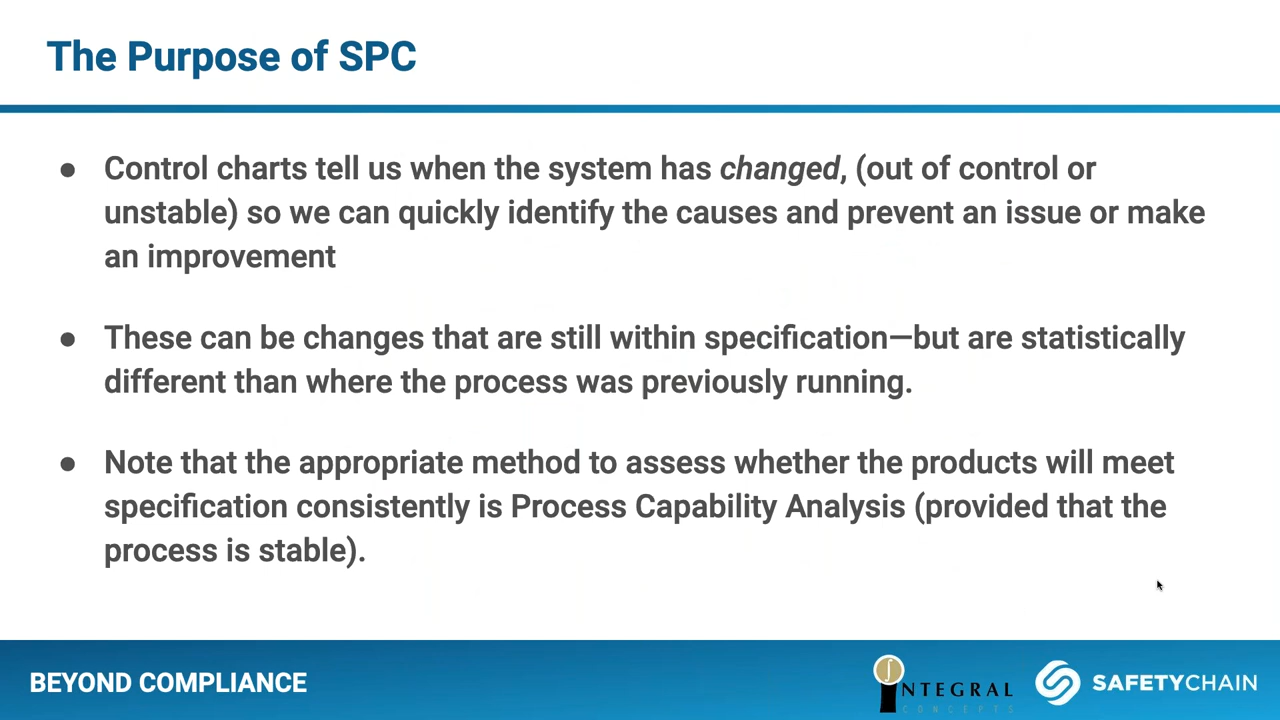 The Purpose of SPC
● Control charts tell us when the system has changed, (out of control or
unstable) so we can quickly identify the causes and prevent an issue or make
an improvement
● These can be changes that are still within specification—but are statistically
different than where the process was previously running.
● Note that the appropriate method to assess whether the products will meet
specification consistently is Process Capability Analysis (provided that the
process is stable).
BEYOND COMPLIANCE
INTEGRAL
CONCEPTS
SAFETYCHAIN